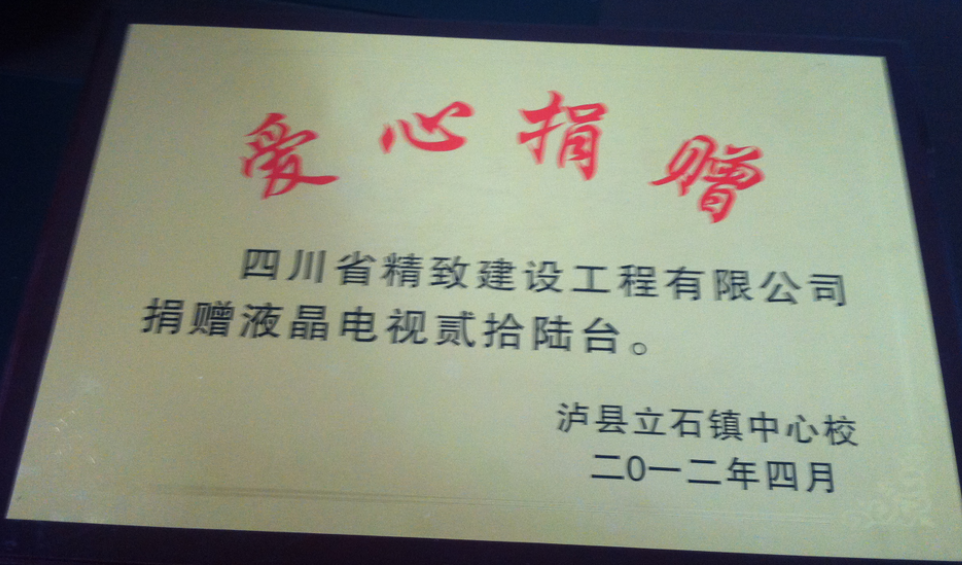 爱心捐赠
四川省精致建设工程有限公司
捐赠液晶电视贰拾陆台。
泸县立石镇中心校
二0一二年四月